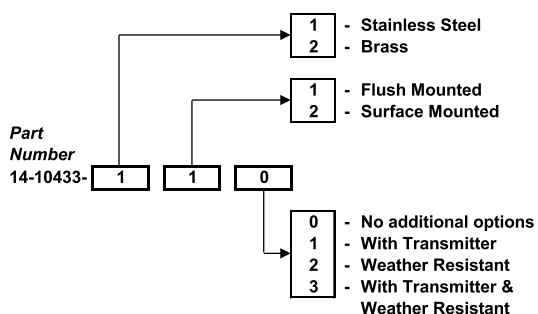 1 - Stainless Steel
2 - Brass
1 - Flush Mounted
2 - Surface Mounted
Part
Number
14-10433- 1 1 0
0 - No additional options
1 - With Transmitter
2 - Weather Resistant
3 - With Transmitter &
Weather Resistant